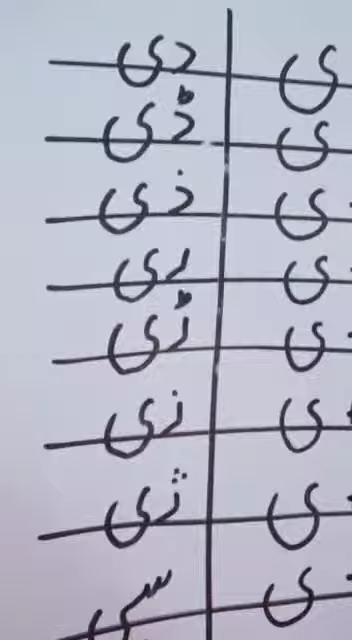 ی دی
ی ڈی
ی ذی
ی ری
ی ڑی
ی زی
ی ژی
ی سی